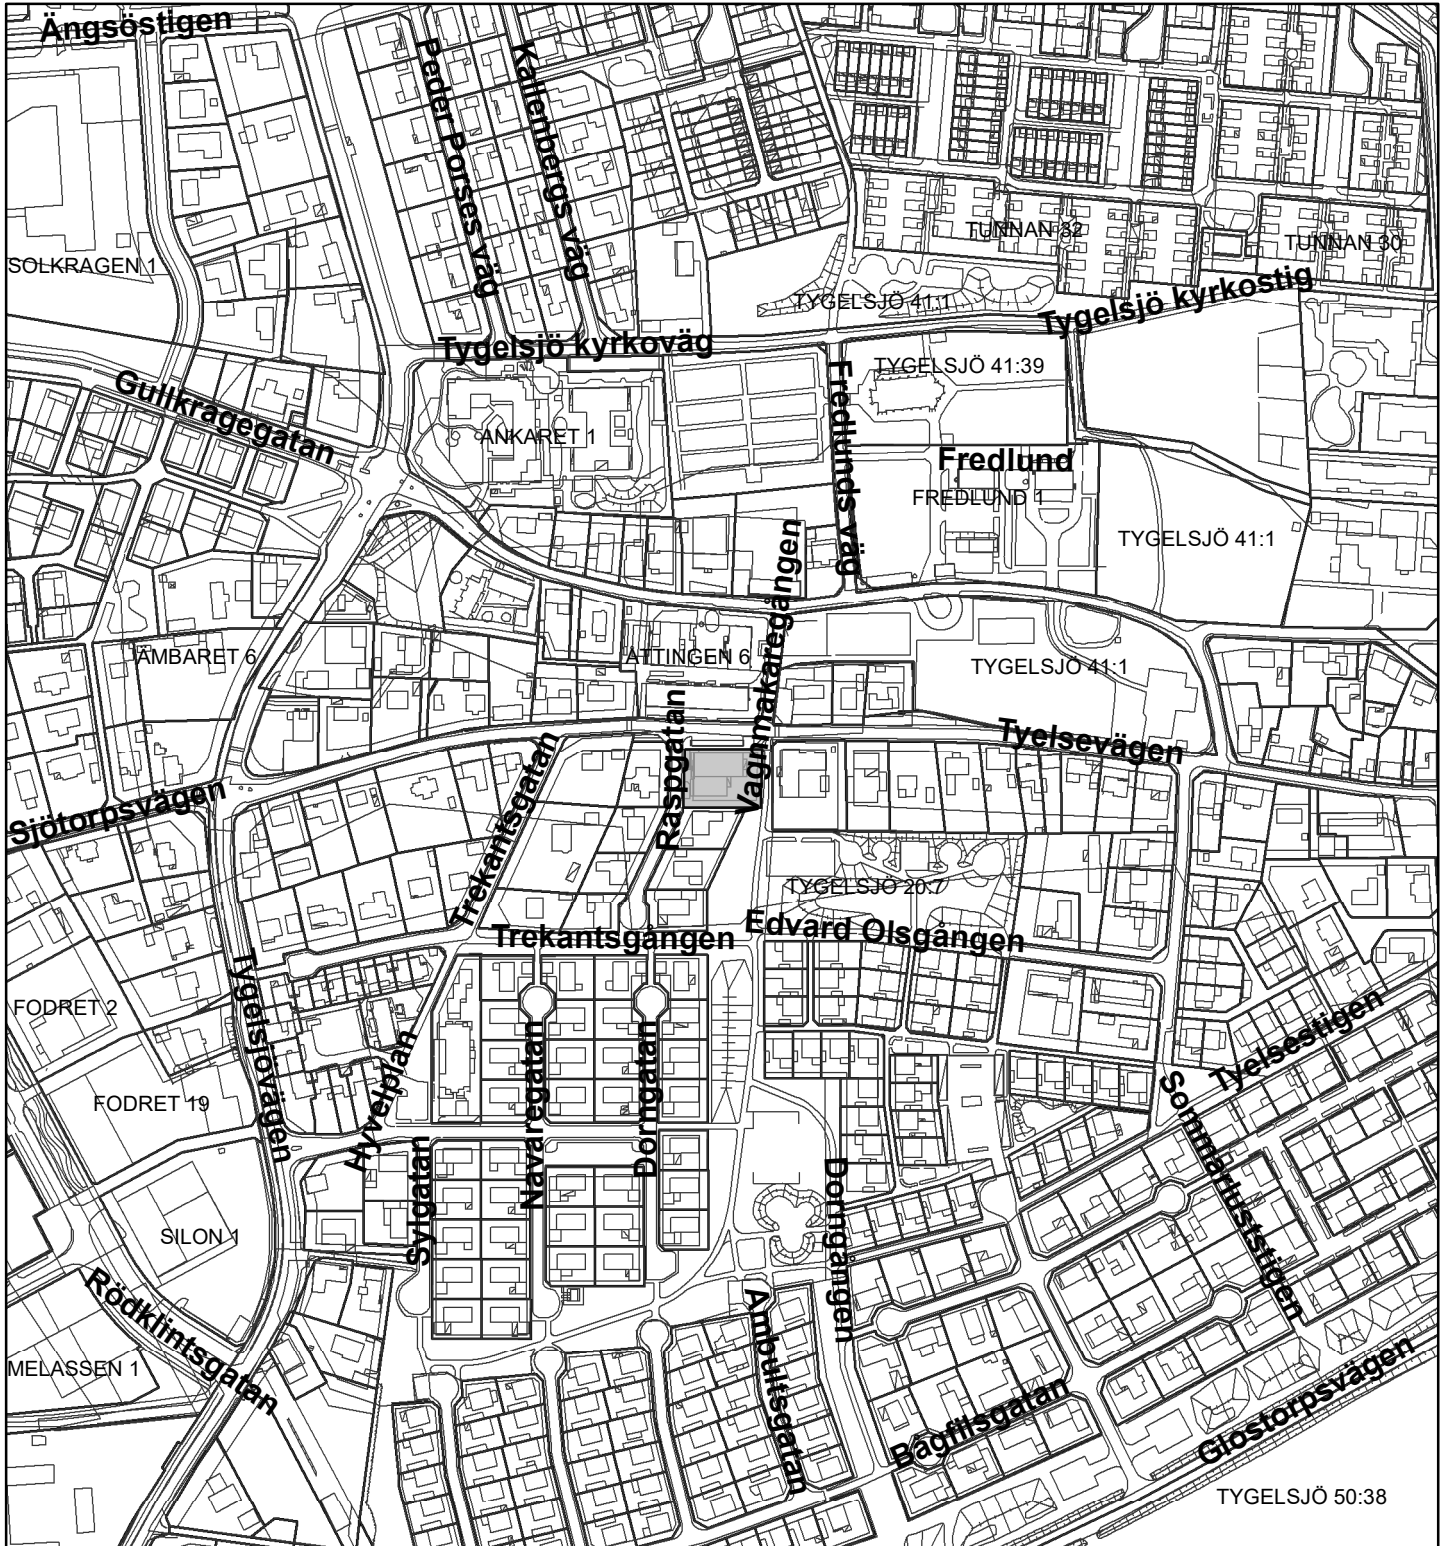 Ängsöstigen
Peder Porses väg
Kallenbergs väg
TUNNAN 32
TUNNAN 30
SOLKRAGEN 1
TYGELSJÖ 41:1
Tygelsjö kyrkostig
Tygelsjö kyrkoväg
TYGELSJÖ 41:39
Gullkragegatan
Fredlunds väg
ANKARET 1
Fredlund
FREDLUND 1
TYGELSJÖ 41:1
Vagnmakaregången
ÄMBARET 6
ÅTTINGEN 6
TYGELSJÖ 41:1
Raspgatan
Tyelsevägen
Trekantsgatan
Sjötorpsvägen
TYGELSJÖ 20:7
Trekantsgången
Edvard Olsgången
FODRET 2
Tygelsjövägen
Tyelsestigen
Hyvelplan
Navaregatan
Dorngatan
FODRET 19
Sommarluststigen
Sylgatan
Dorngången
SILON 1
Rödklintsgatan
Ambultsgatan
MELASSEN 1
Bågfilsgatan
Glostorpsvägen
TYGELSJÖ 50:38